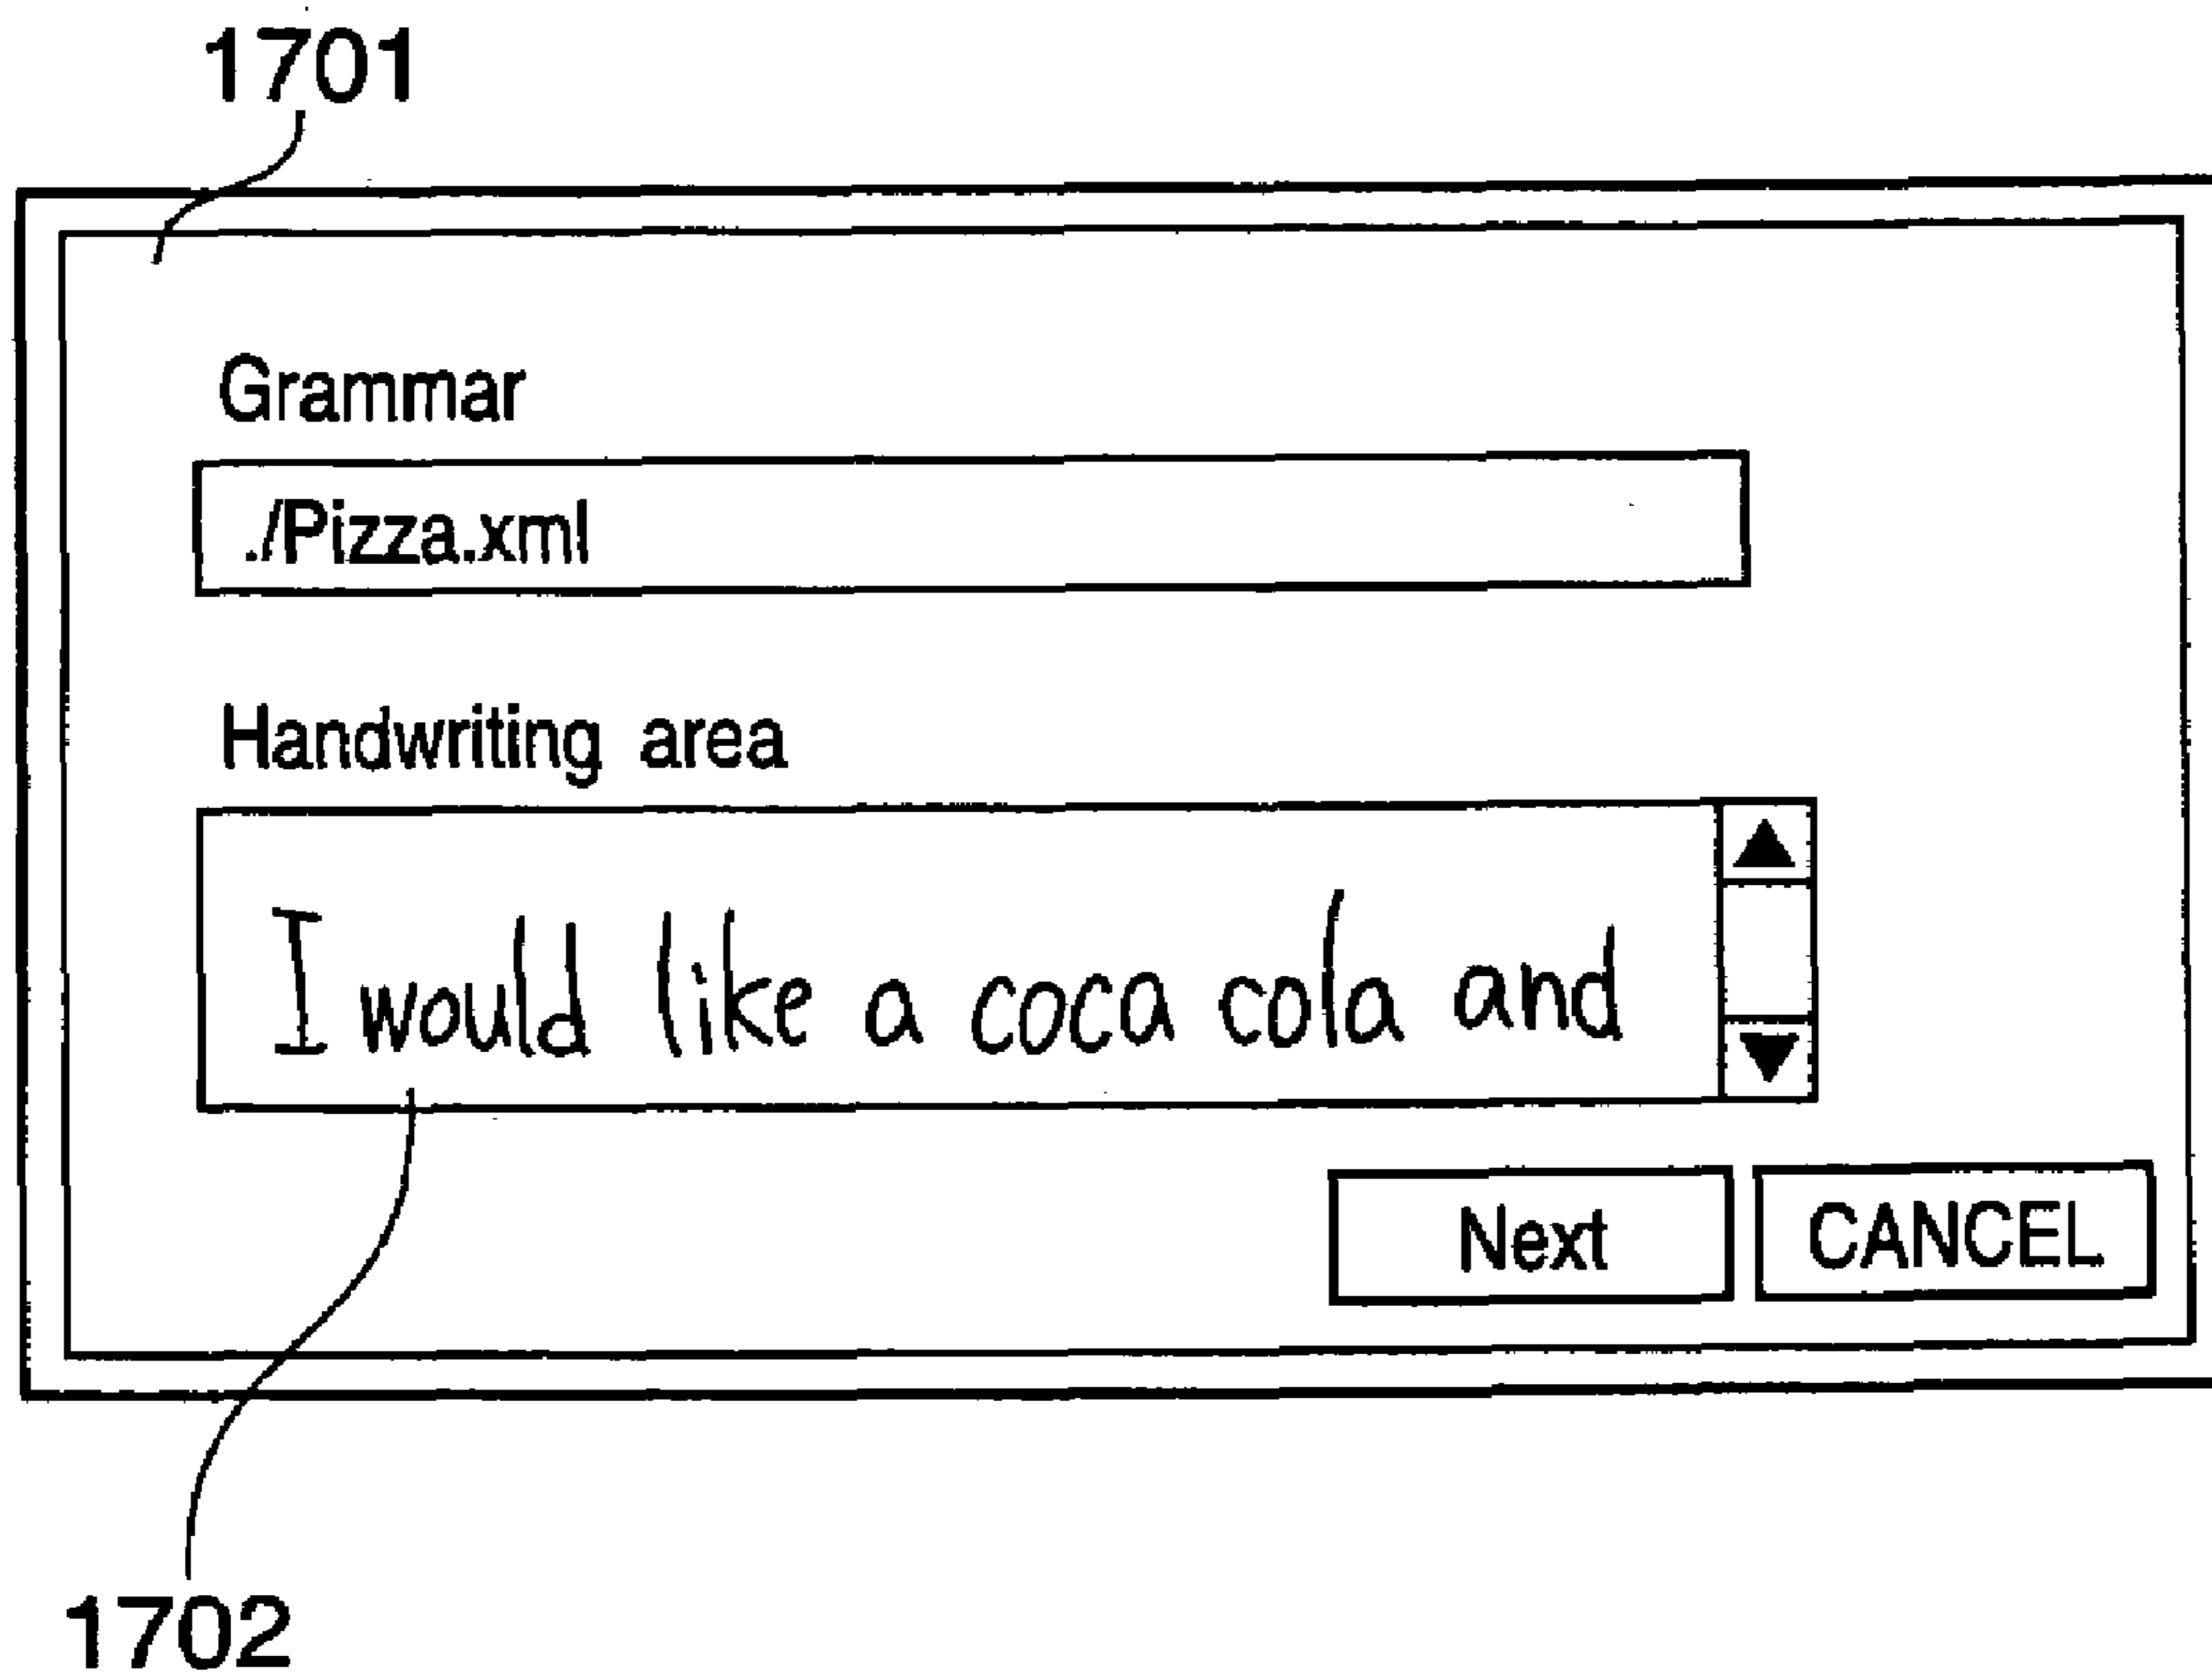 1701
Grammar
./Pizza.xml
Handwriting area
I would like a coca cola and
Next CANCEL
1702